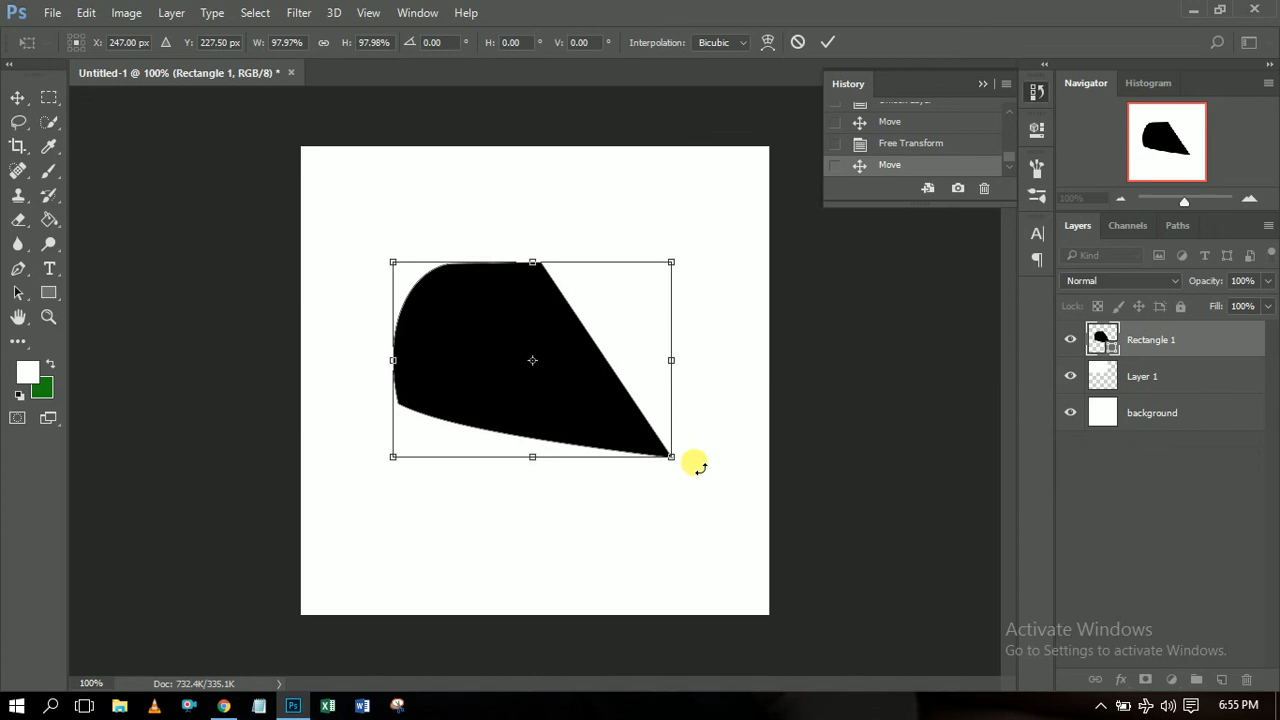 Ps File Edit Image Layer Type Select Filter 3D View Window Help
X: 247.00 px Y: 227.50 px W: 97.97% H: 97.98% 0.00 ° H: 0.00 ° V: 0.00 ° Interpolation: Bicubic
Untitled-1 @ 100% (Rectangle 1, RGB/8) * ×
History
Move
Free Transform
Move
Navigator Histogram
100%
Layers Channels Paths
Kind
Normal Opacity: 100%
Lock: Fill: 100%
Rectangle 1
Layer 1
background
Activate Windows
Go to Settings to activate Windows.
100% Doc: 732.4K/335.1K
6:55 PM